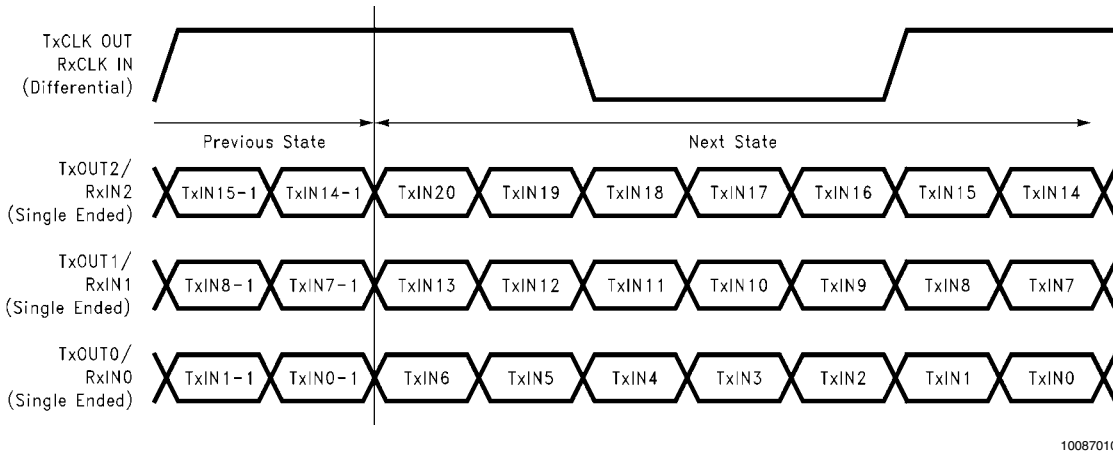 TxCLK OUT
RxCLK IN
(Differential)
Previous State
Next State
TxOUT2/
RxIN2
(Single Ended)
TxIN15-1 TxIN14-1 TxIN20 TxIN19 TxIN18 TxIN17 TxIN16 TxIN15 TxIN14
TxOUT1/
RxIN1
(Single Ended)
TxIN8-1 TxIN7-1 TxIN13 TxIN12 TxIN11 TxIN10 TxIN9 TxIN8 TxIN7
TxOUT0/
RxIN0
(Single Ended)
TxIN1-1 TxIN0-1 TxIN6 TxIN5 TxIN4 TxIN3 TxIN2 TxIN1 TxIN0
10087010